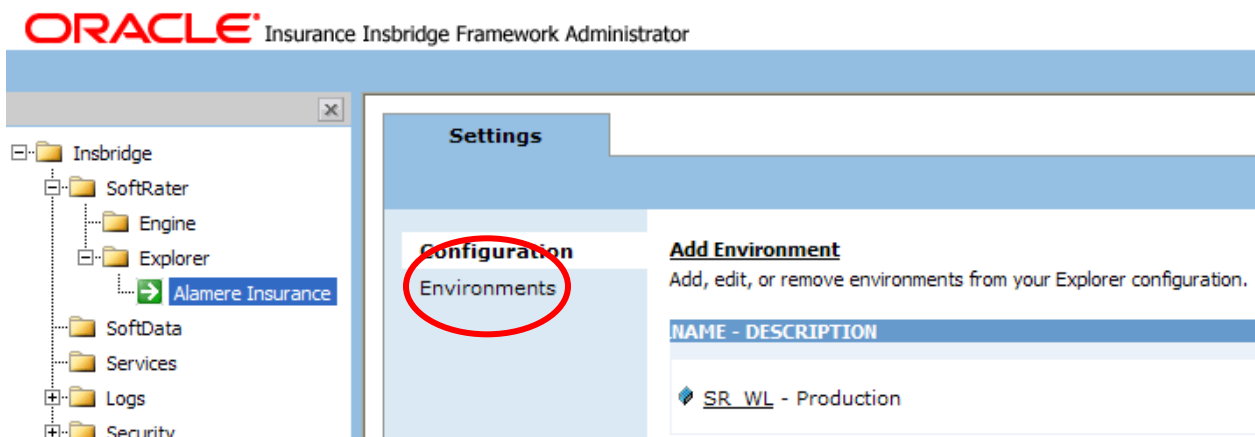 ORACLE Insurance Insbridge Framework Administrator
Settings
Insbridge
SoftRater
Engine
Explorer
Alamere Insurance
SoftData
Services
Logs
Security
Configuration
Environments
Add Environment
Add, edit, or remove environments from your Explorer configuration.
NAME - DESCRIPTION
SR_WL - Production